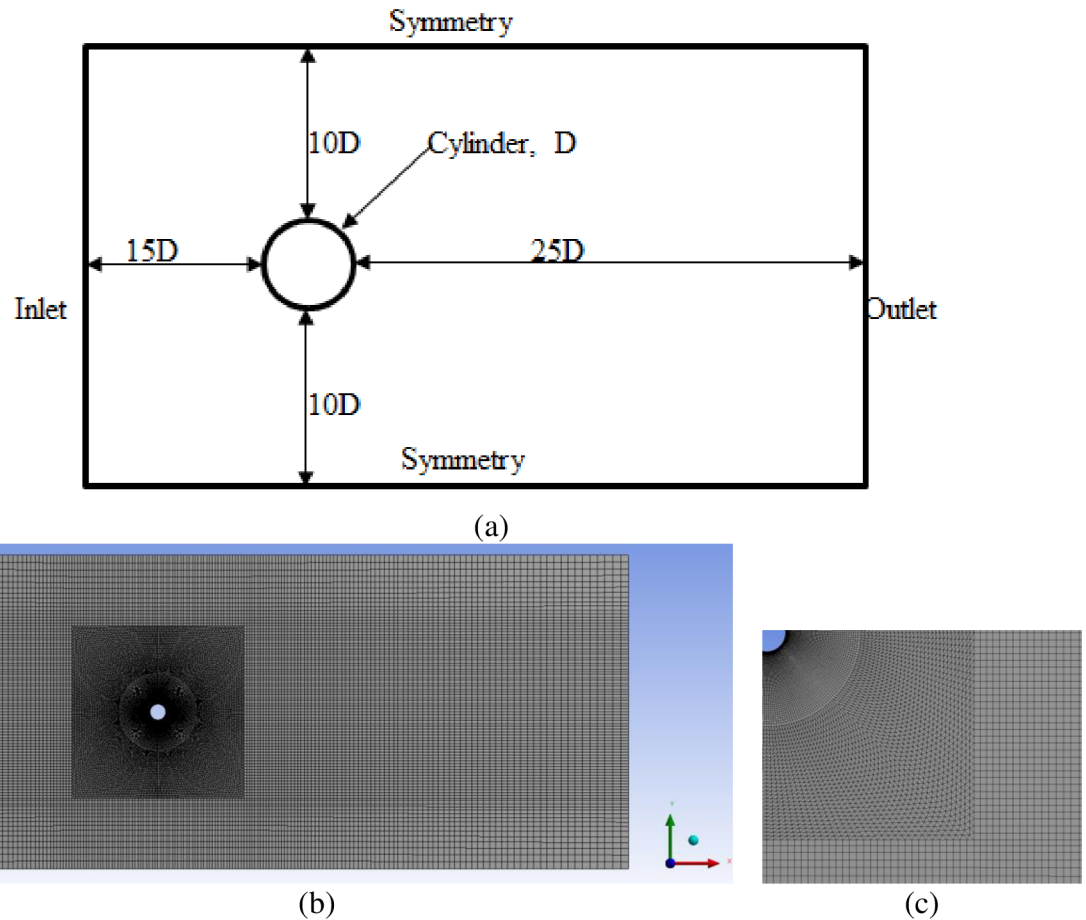 Symmetry
10D
Cylinder, D
15D
25D
Inlet
Outlet
10D
Symmetry
(a)
Y
X
(b)
(c)